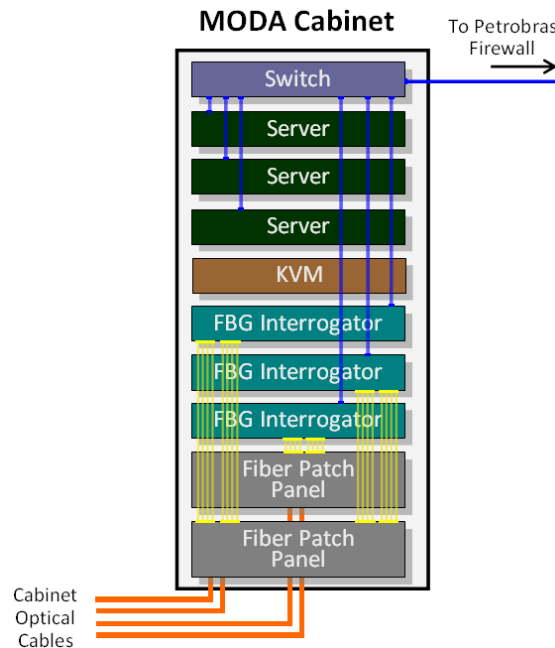 MODA Cabinet
To Petrobras
Firewall
Switch
Server
Server
Server
KVM
FBG Interrogator
FBG Interrogator
FBG Interrogator
Fiber Patch
Panel
Fiber Patch
Panel
Cabinet
Optical
Cables